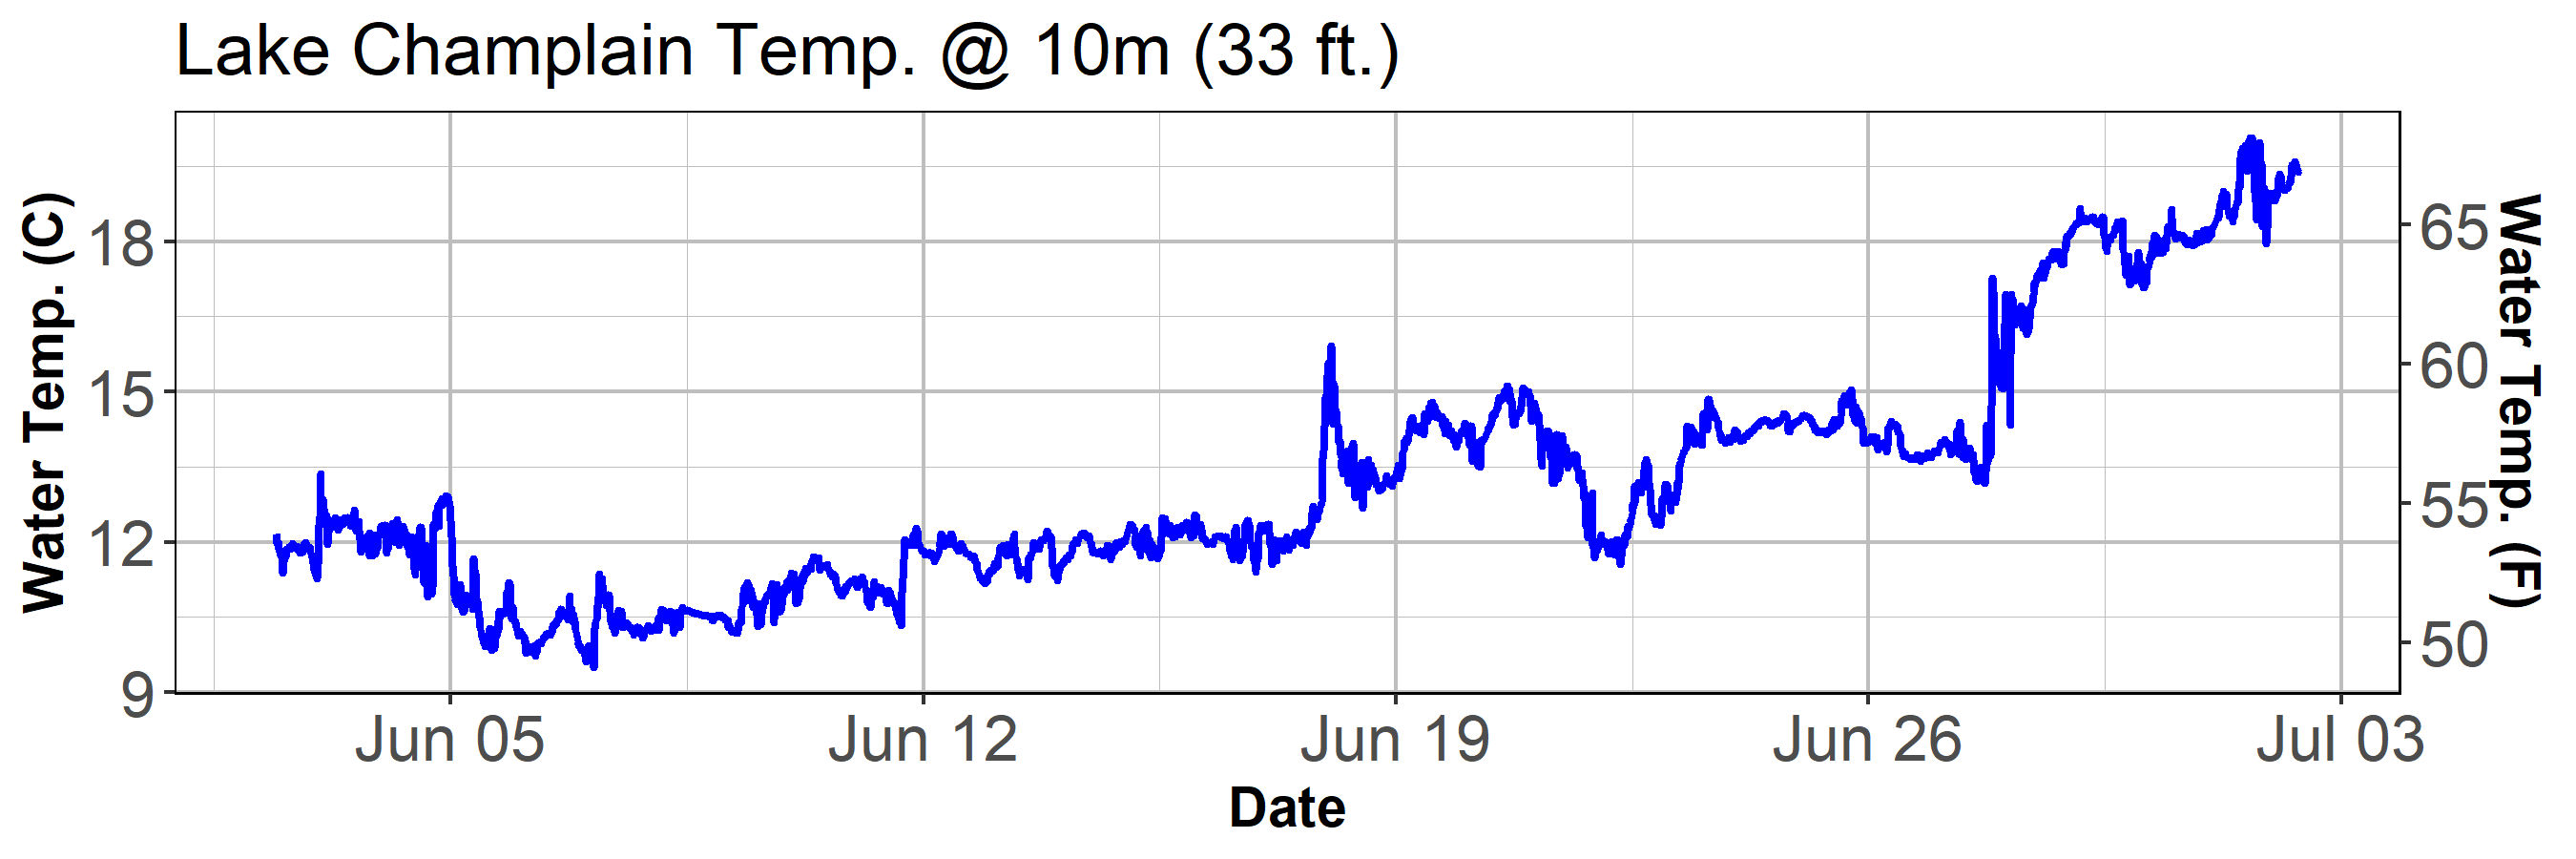 Lake Champlain Temp. @ 10m (33 ft.)
Water Temp. (C)
18
15
12
9
65
60
55
50
Water Temp. (F)
Jun 05
Jun 12
Jun 19
Jun 26
Jul 03
Date